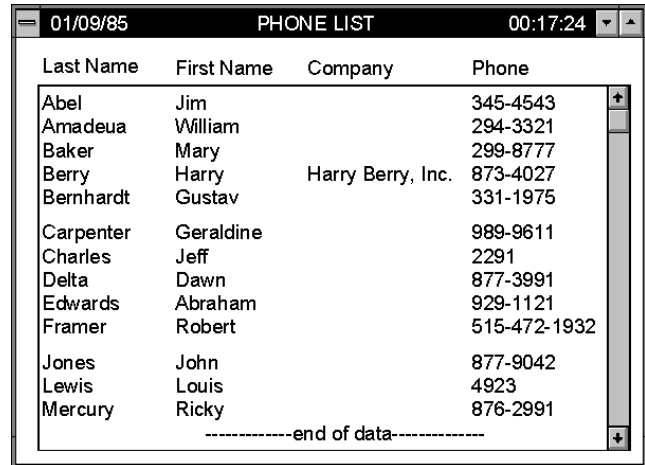 01/09/85 PHONE LIST 00:17:24
Last Name First Name Company Phone
Abel Jim 345-4543
Amadeua William 294-3321
Baker Mary 299-8777
Berry Harry Harry Berry, Inc. 873-4027
Bernhardt Gustav 331-1975
Carpenter Geraldine 989-9611
Charles Jeff 2291
Delta Dawn 877-3991
Edwards Abraham 929-1121
Framer Robert 515-472-1932
Jones John 877-9042
Lewis Louis 4923
Mercury Ricky 876-2991
-------------end of data--------------